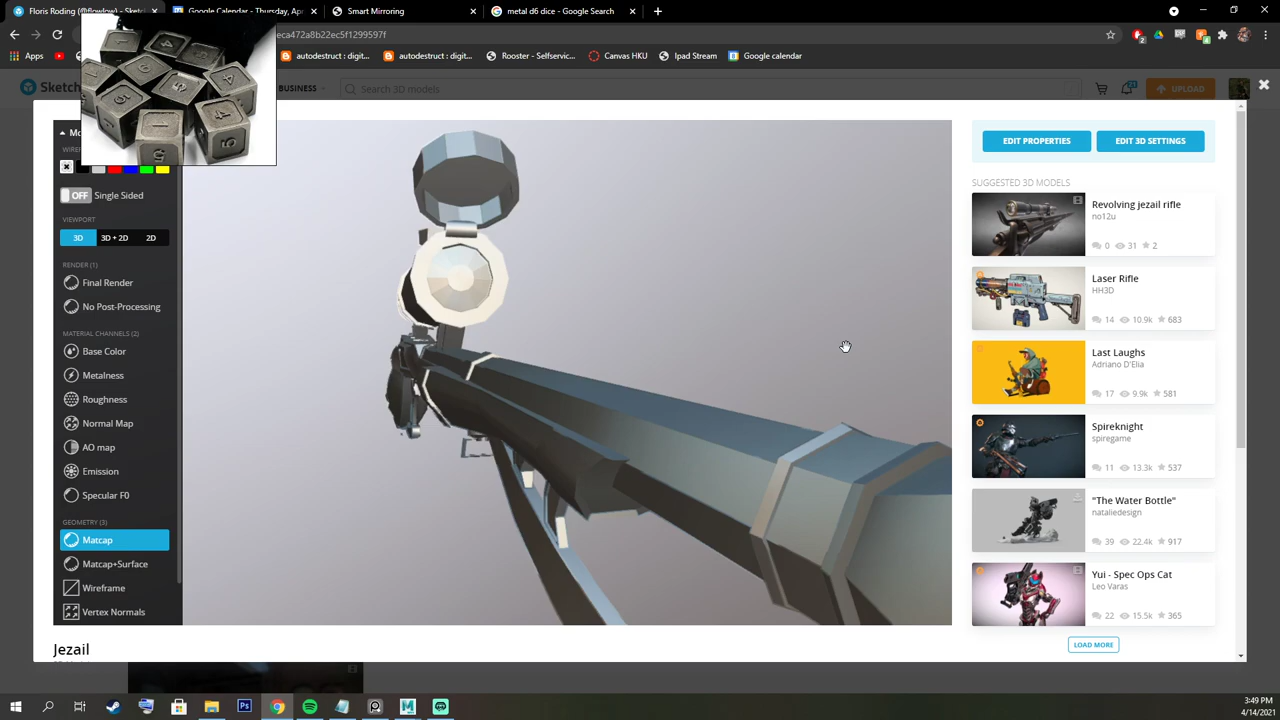 Floris Ring (@
Calendar - Thursday, Ap
Smart Mirroring
metal d6 dice - Google Search
eca472a8b22ec5f1299597f
Apps
autodestruct : digit...
autodestruct : digit...
Rooster - Selfservic...
Canvas HKU
Ipad Stream
Google calendar
Sketch
BUSINESS
Search 3D models
UPLOAD
EDIT PROPERTIES
EDIT 3D SETTINGS
OFF Single Sided
VIEWPORT
3D 3D + 2D 2D
RENDER (1)
Final Render
No Post-Processing
MATERIAL CHANNELS (2)
Base Color
Metalness
Roughness
Normal Map
AO map
Emission
Specular F0
GEOMETRY (3)
Matcap
Matcap+Surface
Wireframe
Vertex Normals
SUGGESTED 3D MODELS
Revolving jezail rifle
no12u
0 31 2
Laser Rifle
HH3D
14 10.9k 683
Last Laughs
Adriano D'Elia
17 9.9k 581
Spireknight
spiregame
11 13.3k 537
"The Water Bottle"
nataliedesign
39 22.4k 917
Yui - Spec Ops Cat
Leo Varas
22 15.5k 365
LOAD MORE
Jezail
3:49 PM
4/14/2021